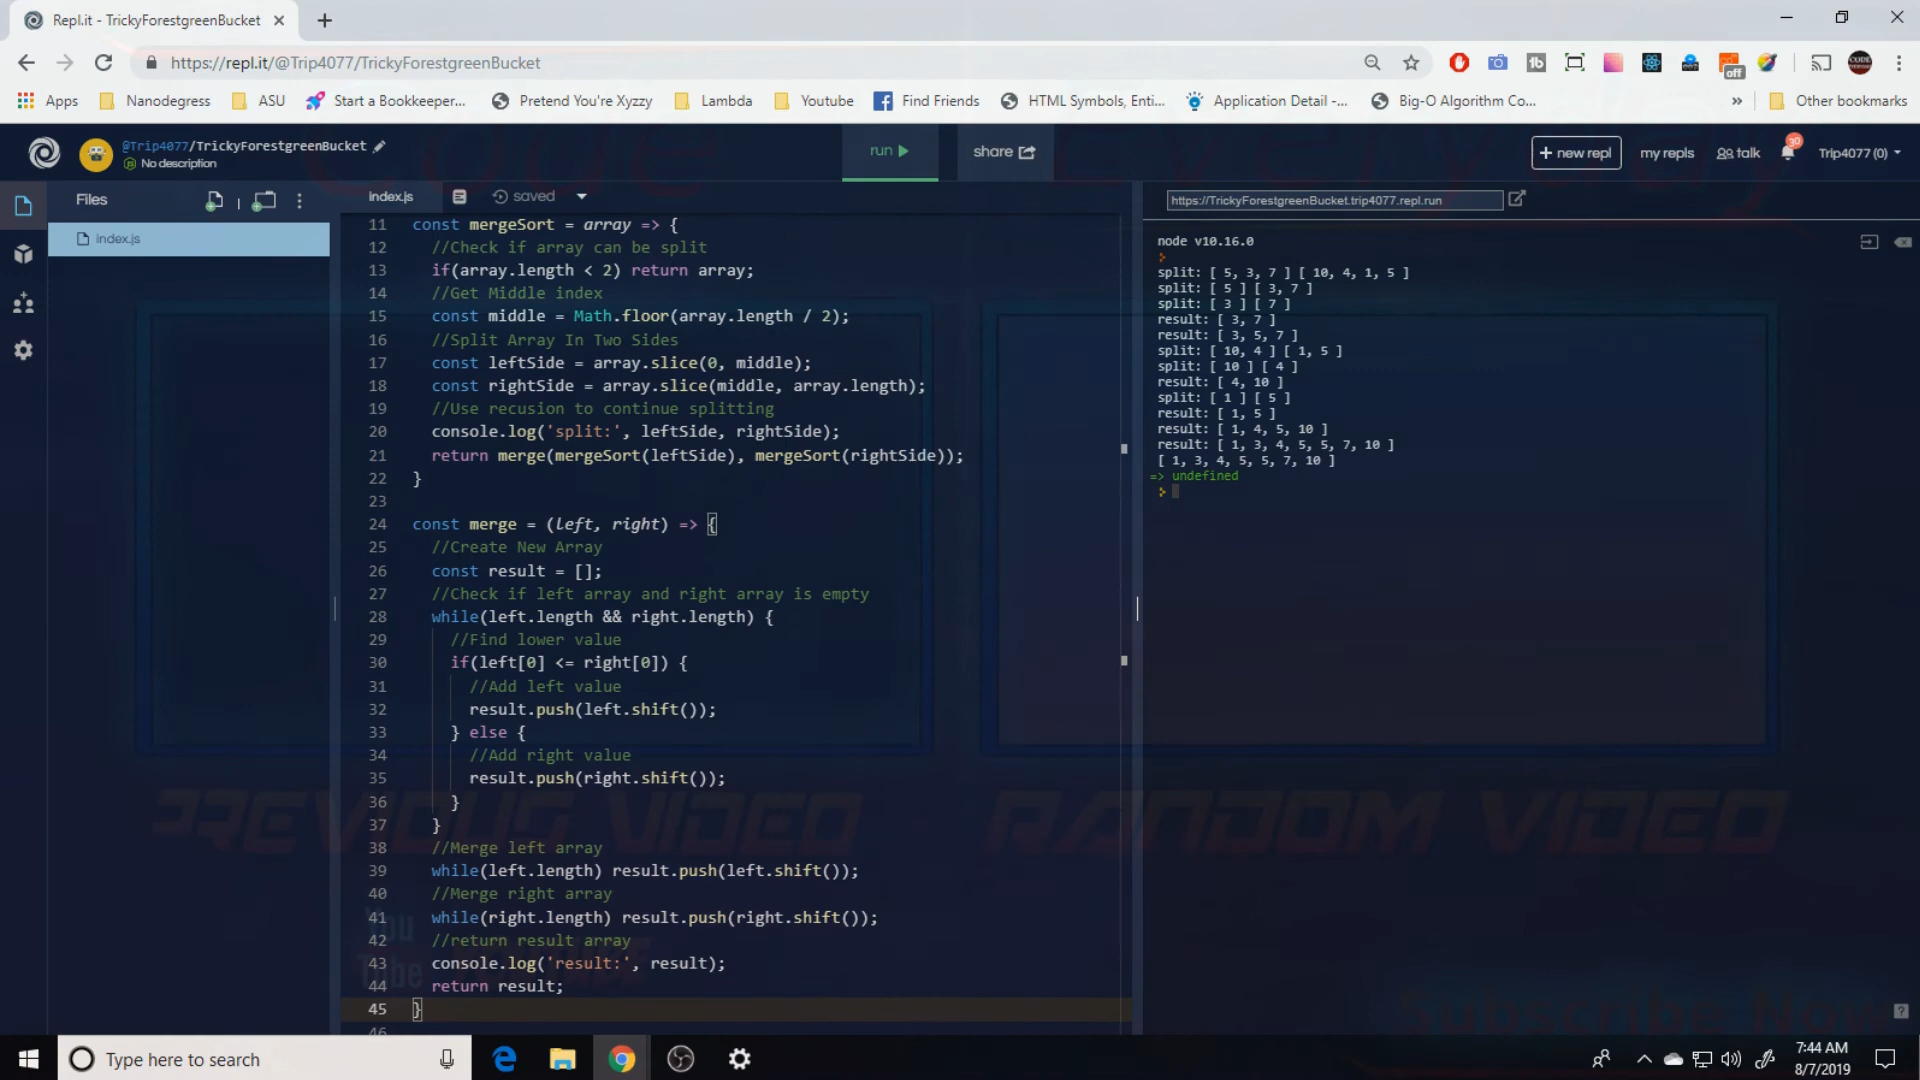 Repl.it - TrickyForestgreenBucket
https://repl.it/@Trip4077/TrickyForestgreenBucket
off
Apps Nanodegress ASU Start a Bookkeeper... Pretend You're Xyzzy Lambda Youtube Find Friends HTML Symbols, Enti... Application Detail -... Big-O Algorithm Co... » Other bookmarks
@Trip4077/TrickyForestgreenBucket
No description
run
share
+ new repl
my repls
talk
30
Trip4077 (0)
Files
index.js
index.js
saved
https://TrickyForestgreenBucket.trip4077.repl.run
11 const mergeSort = array => {
12 //Check if array can be split
13 if(array.length < 2) return array;
14 //Get Middle index
15 const middle = Math.floor(array.length / 2);
16 //Split Array In Two Sides
17 const leftSide = array.slice(0, middle);
18 const rightSide = array.slice(middle, array.length);
19 //Use recusion to continue splitting
20 console.log('split:', leftSide, rightSide);
21 return merge(mergeSort(leftSide), mergeSort(rightSide));
22 }
23
24 const merge = (left, right) => {
25 //Create New Array
26 const result = [];
27 //Check if left array and right array is empty
28 while(left.length && right.length) {
29 //Find lower value
30 if(left[0] <= right[0]) {
31 //Add left value
32 result.push(left.shift());
33 } else {
34 //Add right value
35 result.push(right.shift());
36 }
37 }
38 //Merge left array
39 while(left.length) result.push(left.shift());
40 //Merge right array
41 while(right.length) result.push(right.shift());
42 //return result array
43 console.log('result:', result);
44 return result;
45 }
46
node v10.16.0
split: [ 5, 3, 7 ] [ 10, 4, 1, 5 ]
split: [ 5 ] [ 3, 7 ]
split: [ 3 ] [ 7 ]
result: [ 3, 7 ]
result: [ 3, 5, 7 ]
split: [ 10, 4 ] [ 1, 5 ]
split: [ 10 ] [ 4 ]
result: [ 4, 10 ]
split: [ 1 ] [ 5 ]
result: [ 1, 5 ]
result: [ 1, 4, 5, 10 ]
result: [ 1, 3, 4, 5, 5, 7, 10 ]
[ 1, 3, 4, 5, 5, 7, 10 ]
=> undefined
PREVIOUS VIDEO
RANDOM VIDEO
You
Tube
Subscribe Now
Type here to search
7:44 AM
8/7/2019